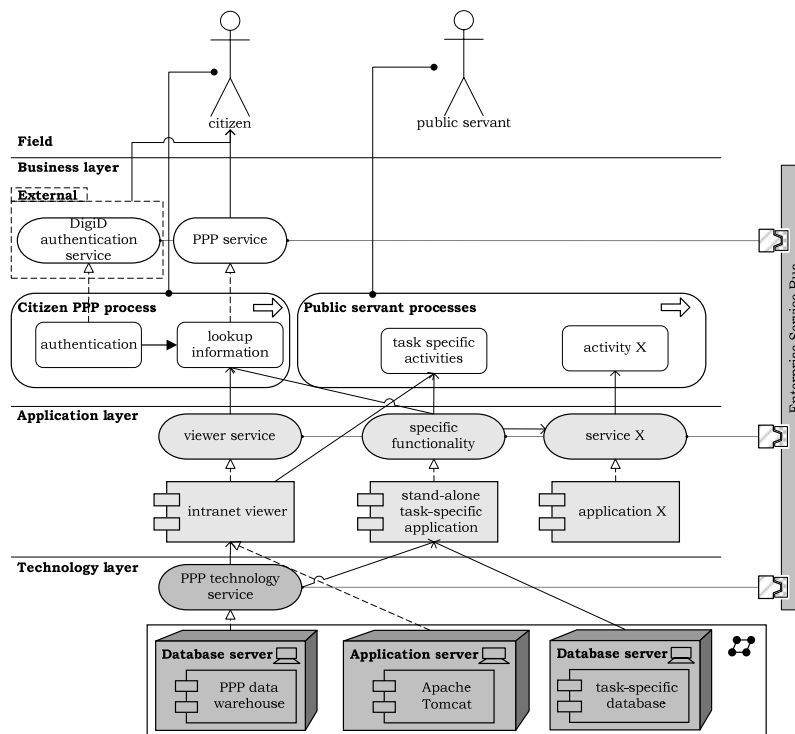 citizen
public servant
Field
Business layer
External
DigiD
authentication
service
PPP service
Citizen PPP process
Public servant processes
authentication
lookup
information
task specific
activities
activity X
Application layer
viewer service
specific
functionality
service X
intranet viewer
stand-alone
task-specific
application
application X
Technology layer
PPP technology
service
Database server
Application server
Database server
PPP data
warehouse
Apache
Tomcat
task-specific
database